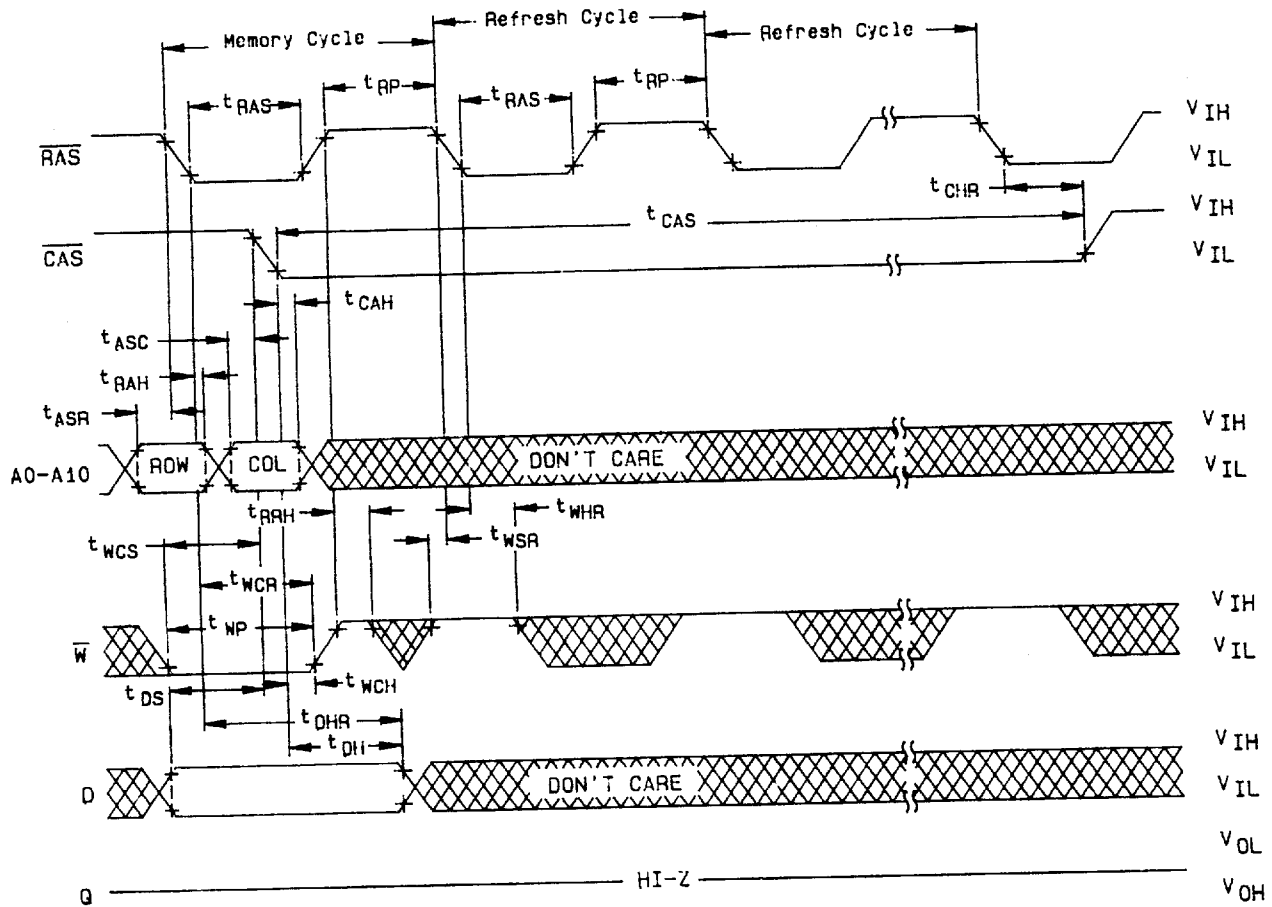 Memory Cycle
Refresh Cycle
Refresh Cycle
tRAS
tRP
tRAS
tRP
RAS
VIH
VIL
tCHR
CAS
tCAS
VIH
VIL
tCAH
tASC
tRAH
tASR
A0-A10
ROW
COL
DON'T CARE
VIH
VIL
tRRH
tWHR
tWSR
tWCS
tWCR
tWP
W
VIH
VIL
tDS
tWCH
tDHR
tDH
D
DON'T CARE
VIH
VIL
Q
HI-Z
VOL
VOH